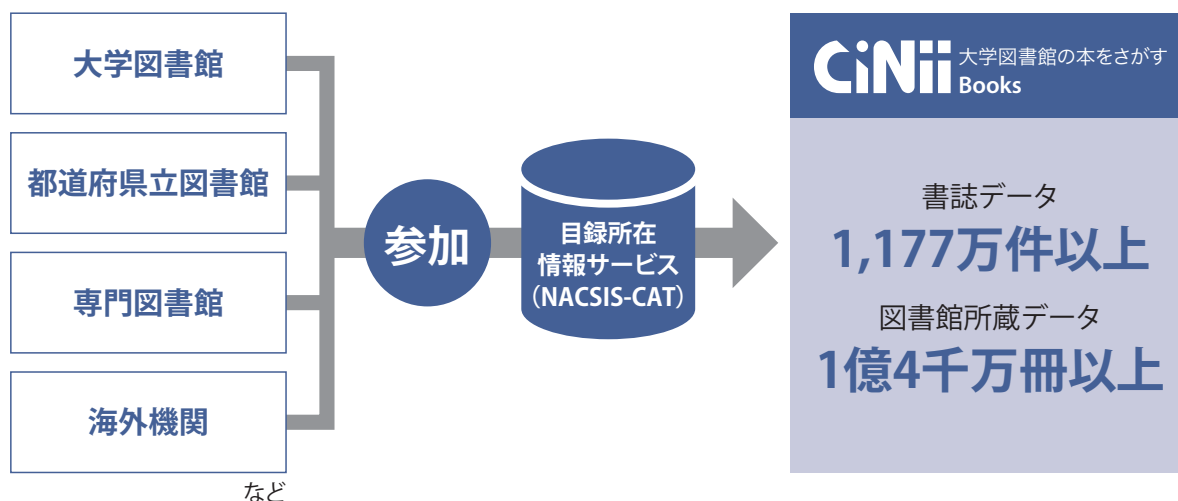 大学図書館
都道府県立図書館
専門図書館
海外機関
など
参加
目録所在
情報サービス
（NACSIS-CAT）
CiNii 大学図書館の本をさがす
Books
書誌データ
1,177万件以上
図書館所蔵データ
1億4千万冊以上